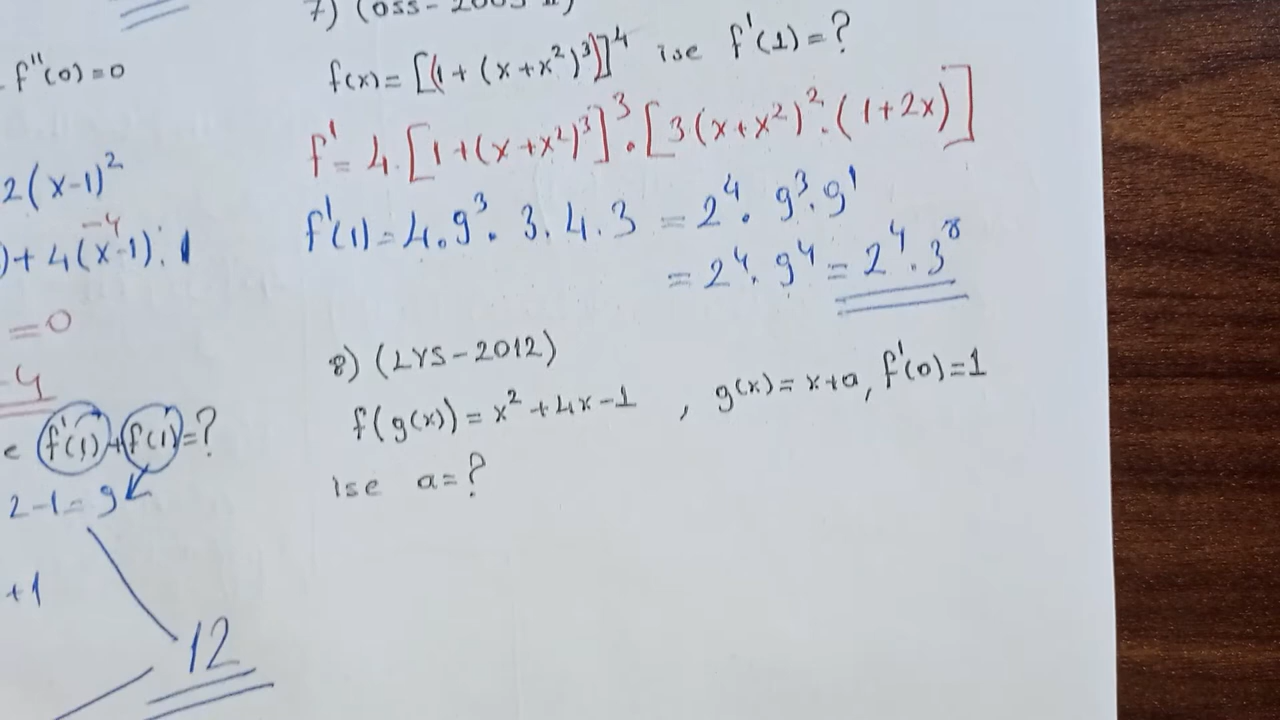 f''(0)=0
2(x-1)²
-4
)+4(x-1).1
=0
-4
e f'(1)+f(1)=?
2-1=9
+1
12
7) (ÖSS-2003-II)
f(x)=[(1+(x+x²)³)]⁴ ise f'(1)=?
f'=4.[1+(x+x²)³]³.[3(x+x²)².(1+2x)]
f'(1)=4.9³.3.4.3=2⁴.9³.9¹
=2⁴.9⁴=2⁴.3⁸
8) (LYS-2012)
f(g(x))=x²+4x-1, g(x)=x+a, f'(0)=1
ise a=?